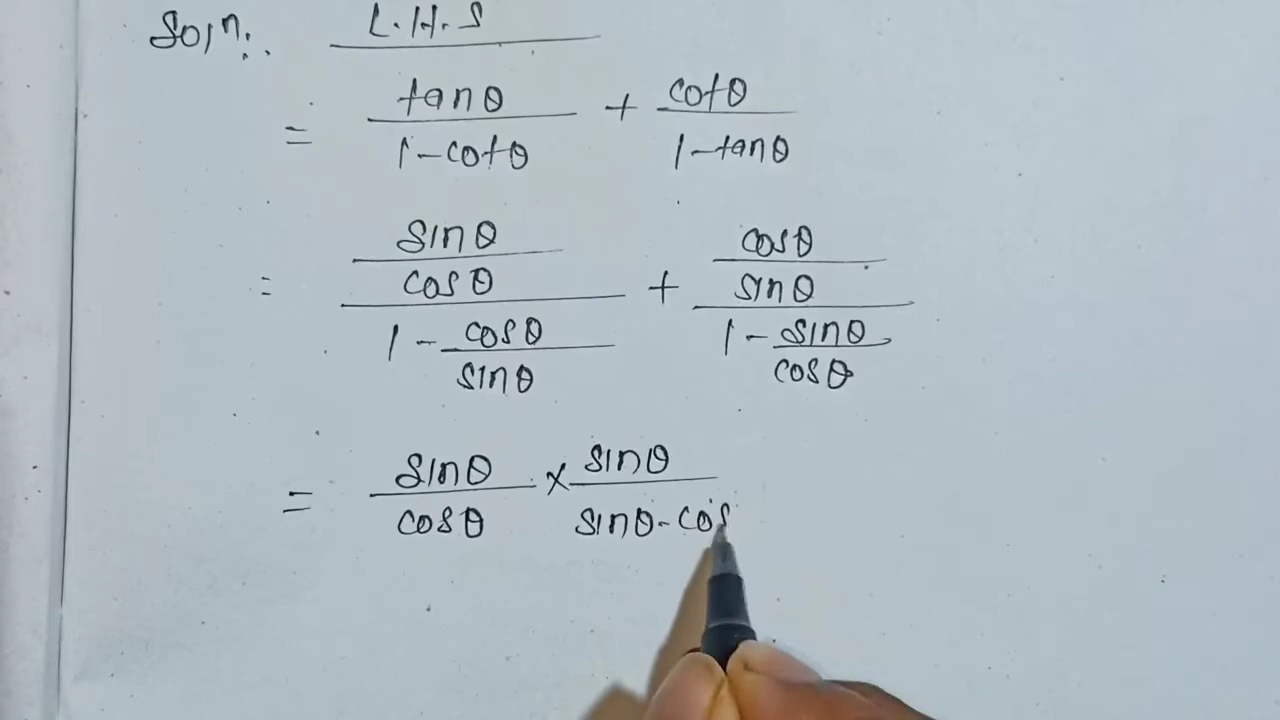 Soln:. L.H.S
= tanθ/1-cotθ + cotθ/1-tanθ
= sinθ/cosθ/1-cosθ/sinθ + cosθ/sinθ/1-sinθ/cosθ
= sinθ/cosθ × sinθ/sinθ-cos